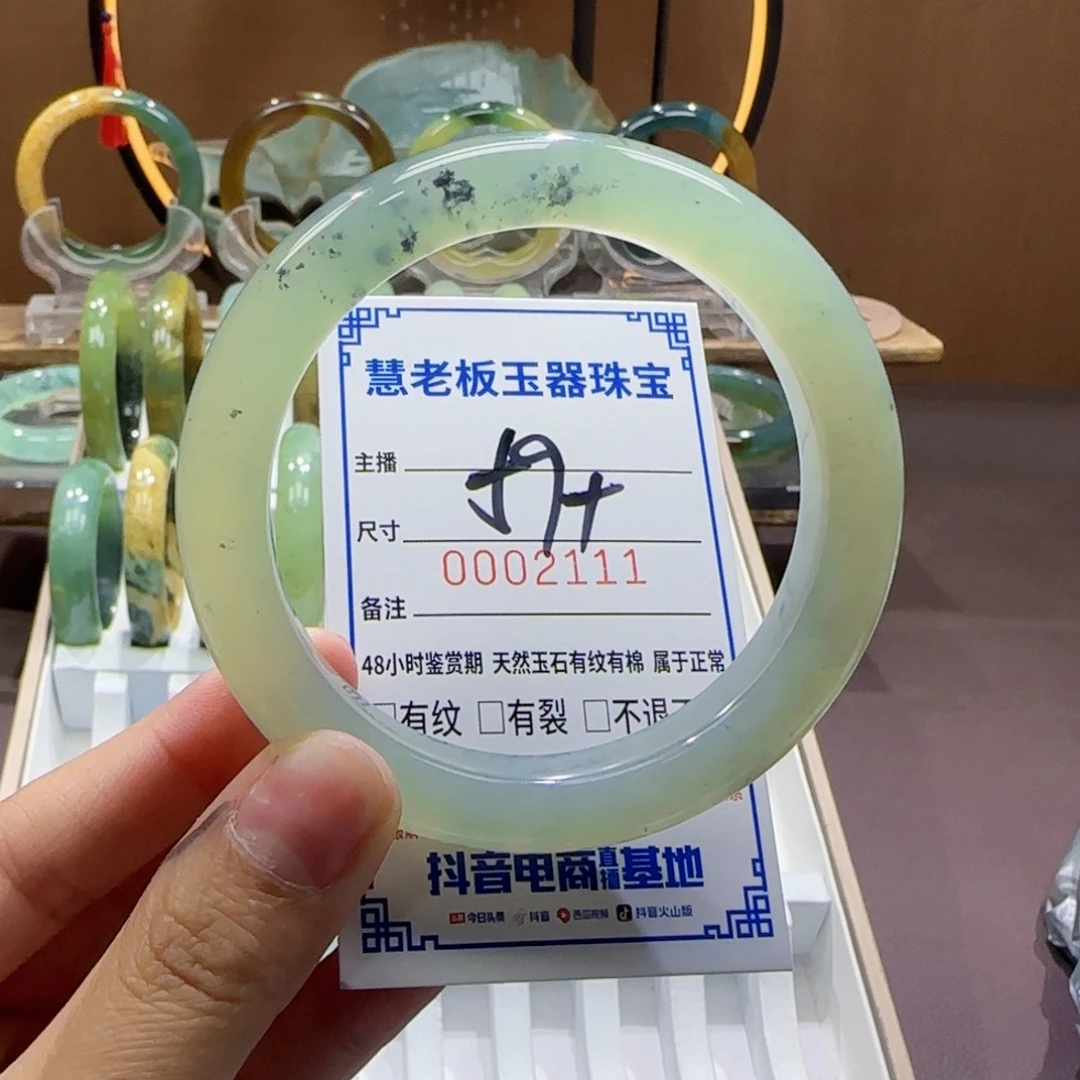 慧老板玉器珠宝
主播
59+
尺寸
0002111
备注
48小时鉴赏期 天然玉石有纹有棉 属于正常
□有纹 □有裂 □不退
抖音电商直播基地
今日头条 抖音 西瓜视频 抖音火山版